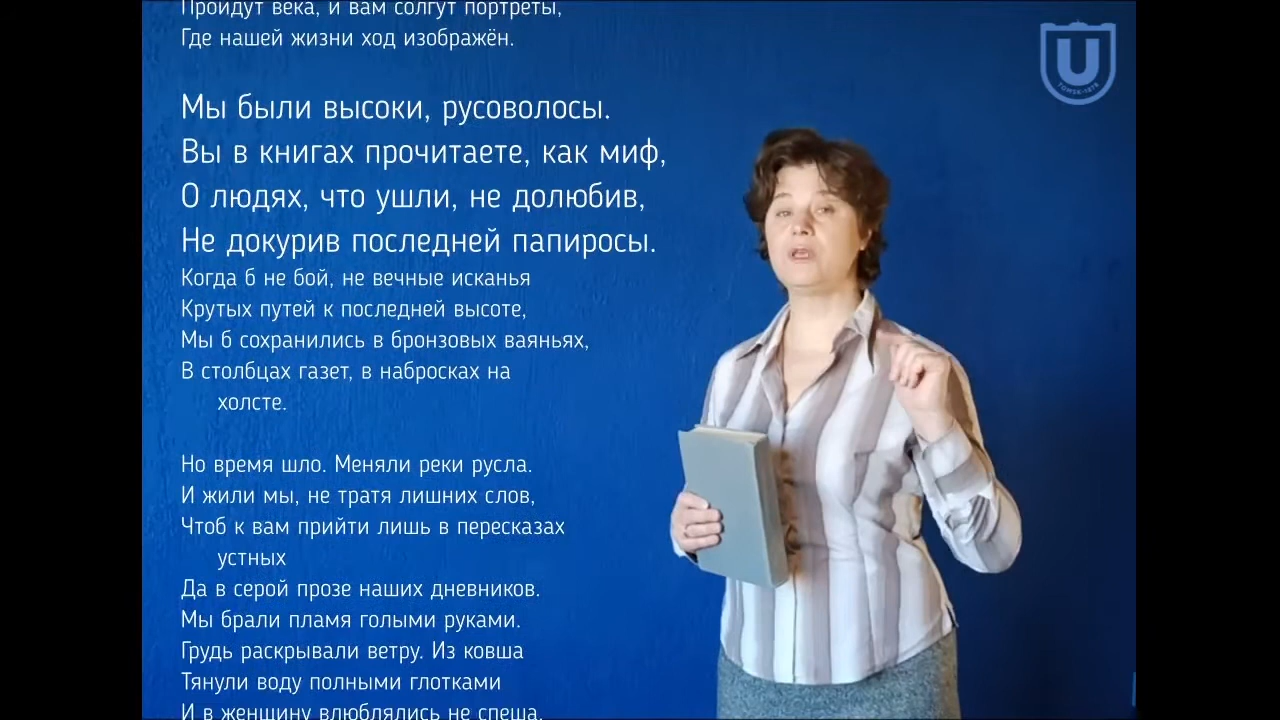 Пройдут века, и вам солгут портреты,
Где нашей жизни ход изображён.
Мы были высоки, русоволосы.
Вы в книгах прочитаете, как миф,
О людях, что ушли, не долюбив,
Не докурив последней папиросы.
Когда б не бой, не вечные исканья
Крутых путей к последней высоте,
Мы б сохранились в бронзовых ваяньях,
В столбцах газет, в набросках на
холсте.
Но время шло. Меняли реки русла.
И жили мы, не тратя лишних слов,
Чтоб к вам прийти лишь в пересказах
устных
Да в серой прозе наших дневников.
Мы брали пламя голыми руками.
Грудь раскрывали ветру. Из ковша
Тянули воду полными глотками
И в женщину влюблялись не спеша.
U
TOMSK·1878